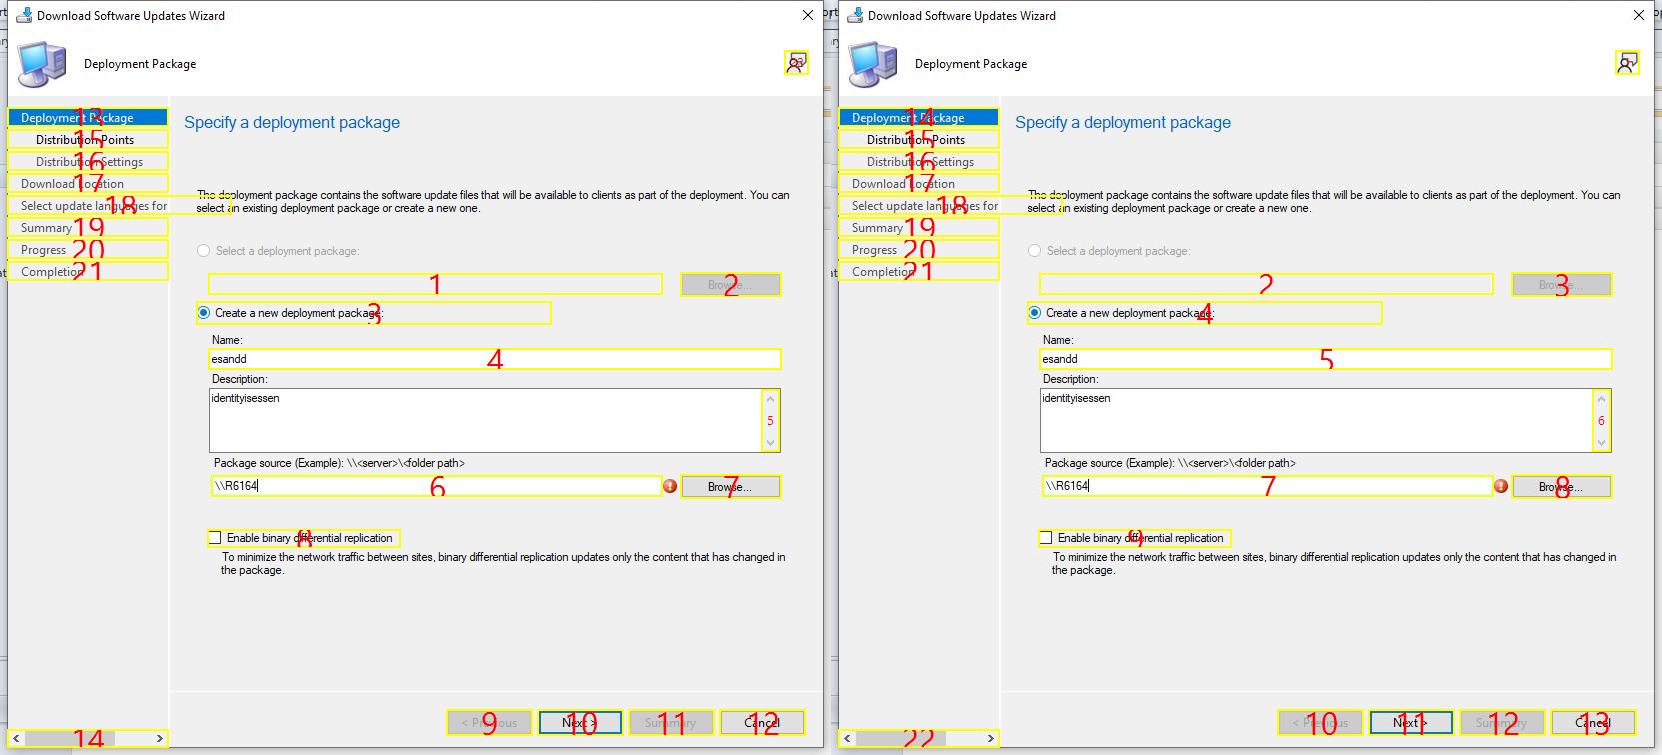 Download Software Updates Wizard
Deployment Package
13
Deployment Package
15
Distribution Points
16
Distribution Settings
17
Download Location
18
Select update languages for
19
Summary
20
Progress
21
Completion
14
Specify a deployment package
The deployment package contains the software update files that will be available to clients as part of the deployment. You can
select an existing deployment package or create a new one.
Select a deployment package:
1
2
Browse...
3
Create a new deployment package:
Name:
esandd
4
Description:
identityisessen
5
Package source (Example): \\<server>\<folder path>
\\R6164
6
7
Browse...
8
Enable binary differential replication
To minimize the network traffic between sites, binary differential replication updates only the content that has changed in
the package.
9
< Previous
10
Next >
11
Summary
12
Cancel
Download Software Updates Wizard
Deployment Package
14
Deployment Package
15
Distribution Points
16
Distribution Settings
17
Download Location
18
Select update languages for
19
Summary
20
Progress
21
Completion
22
Specify a deployment package
The deployment package contains the software update files that will be available to clients as part of the deployment. You can
select an existing deployment package or create a new one.
Select a deployment package:
2
3
Browse...
4
Create a new deployment package:
Name:
esandd
5
Description:
identityisessen
6
Package source (Example): \\<server>\<folder path>
\\R6164
7
8
Browse...
9
Enable binary differential replication
To minimize the network traffic between sites, binary differential replication updates only the content that has changed in
the package.
10
< Previous
11
Next >
12
Summary
13
Cancel